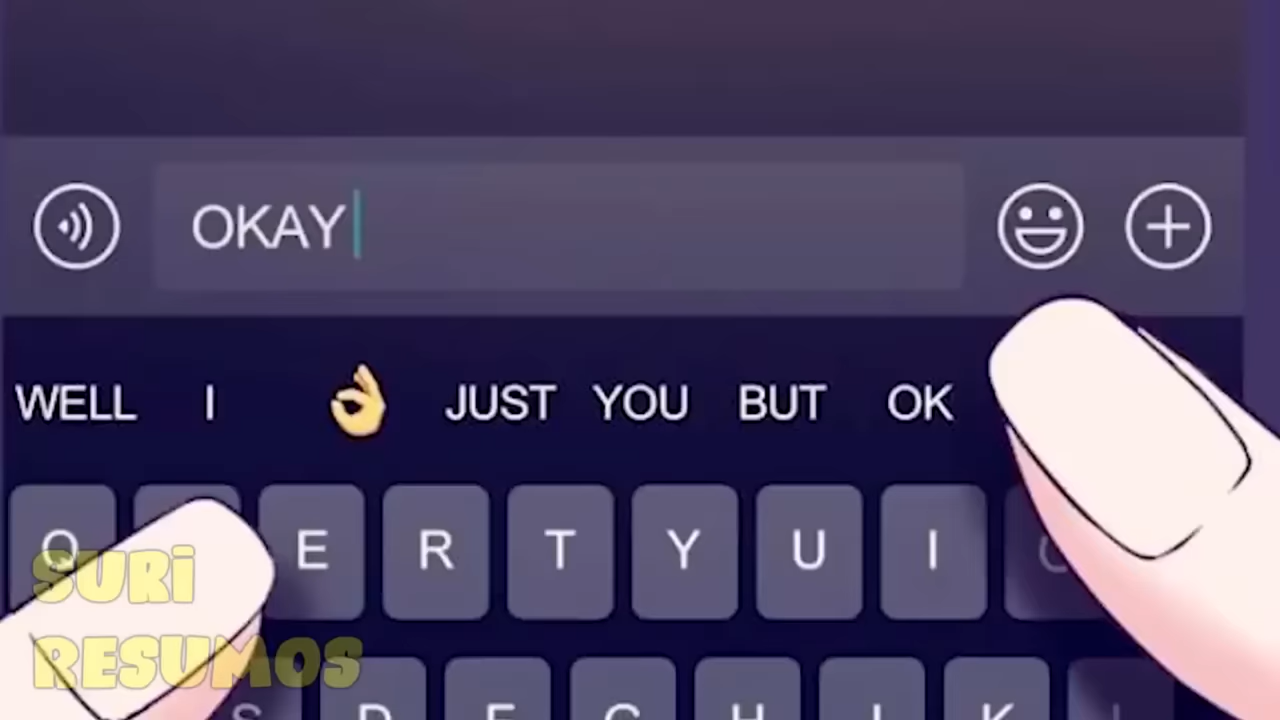 OKAY
WELL I 👌 JUST YOU BUT OK
Q E R T Y U I O
S D F G H J K L
SURi
RESUMOS